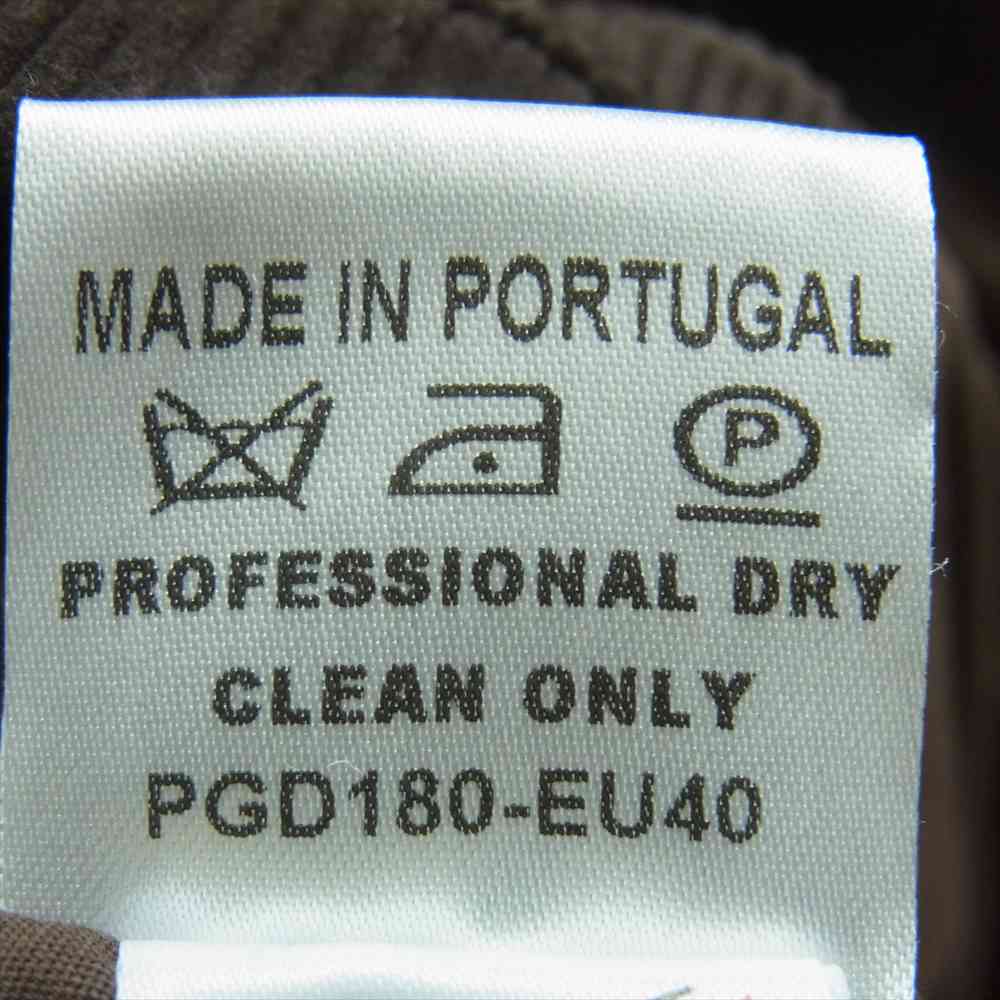 MADE IN PORTUGAL
P
PROFESSIONAL DRY
CLEAN ONLY
PGD180-EU40